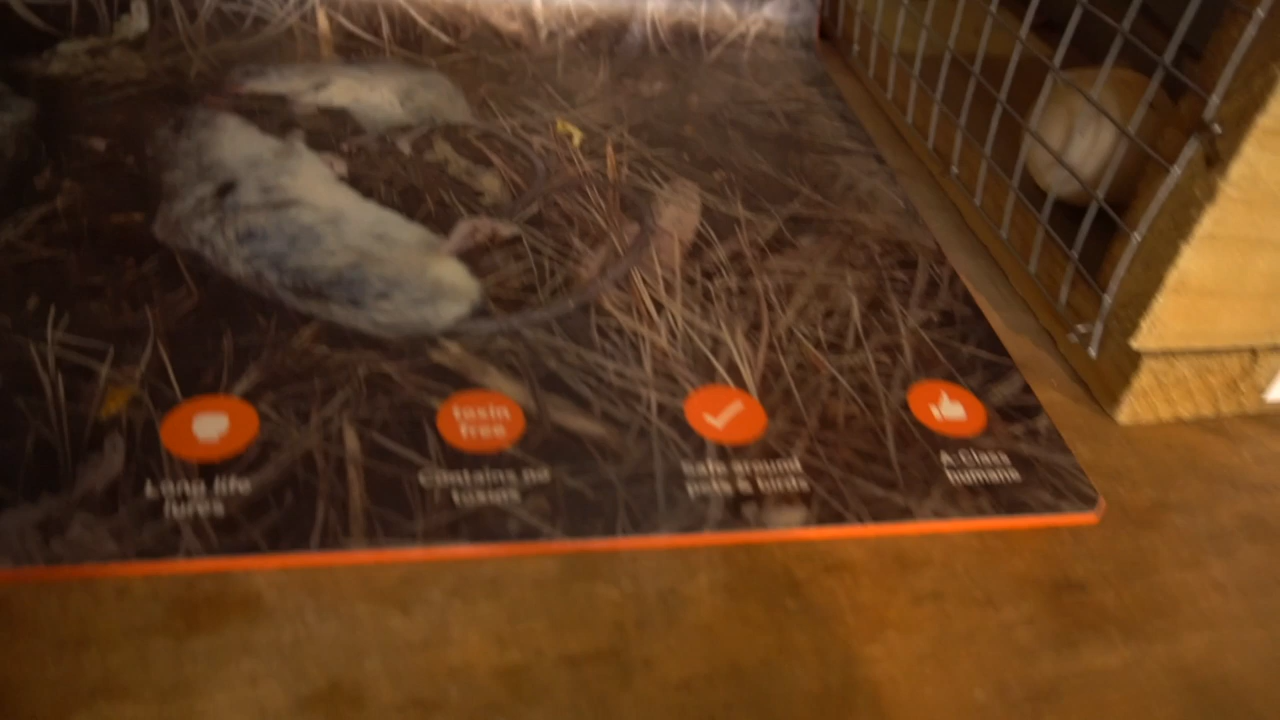 Long life
lures
toxin
free
Contains no
toxins
Safe around
pets & birds
A-Class
humane